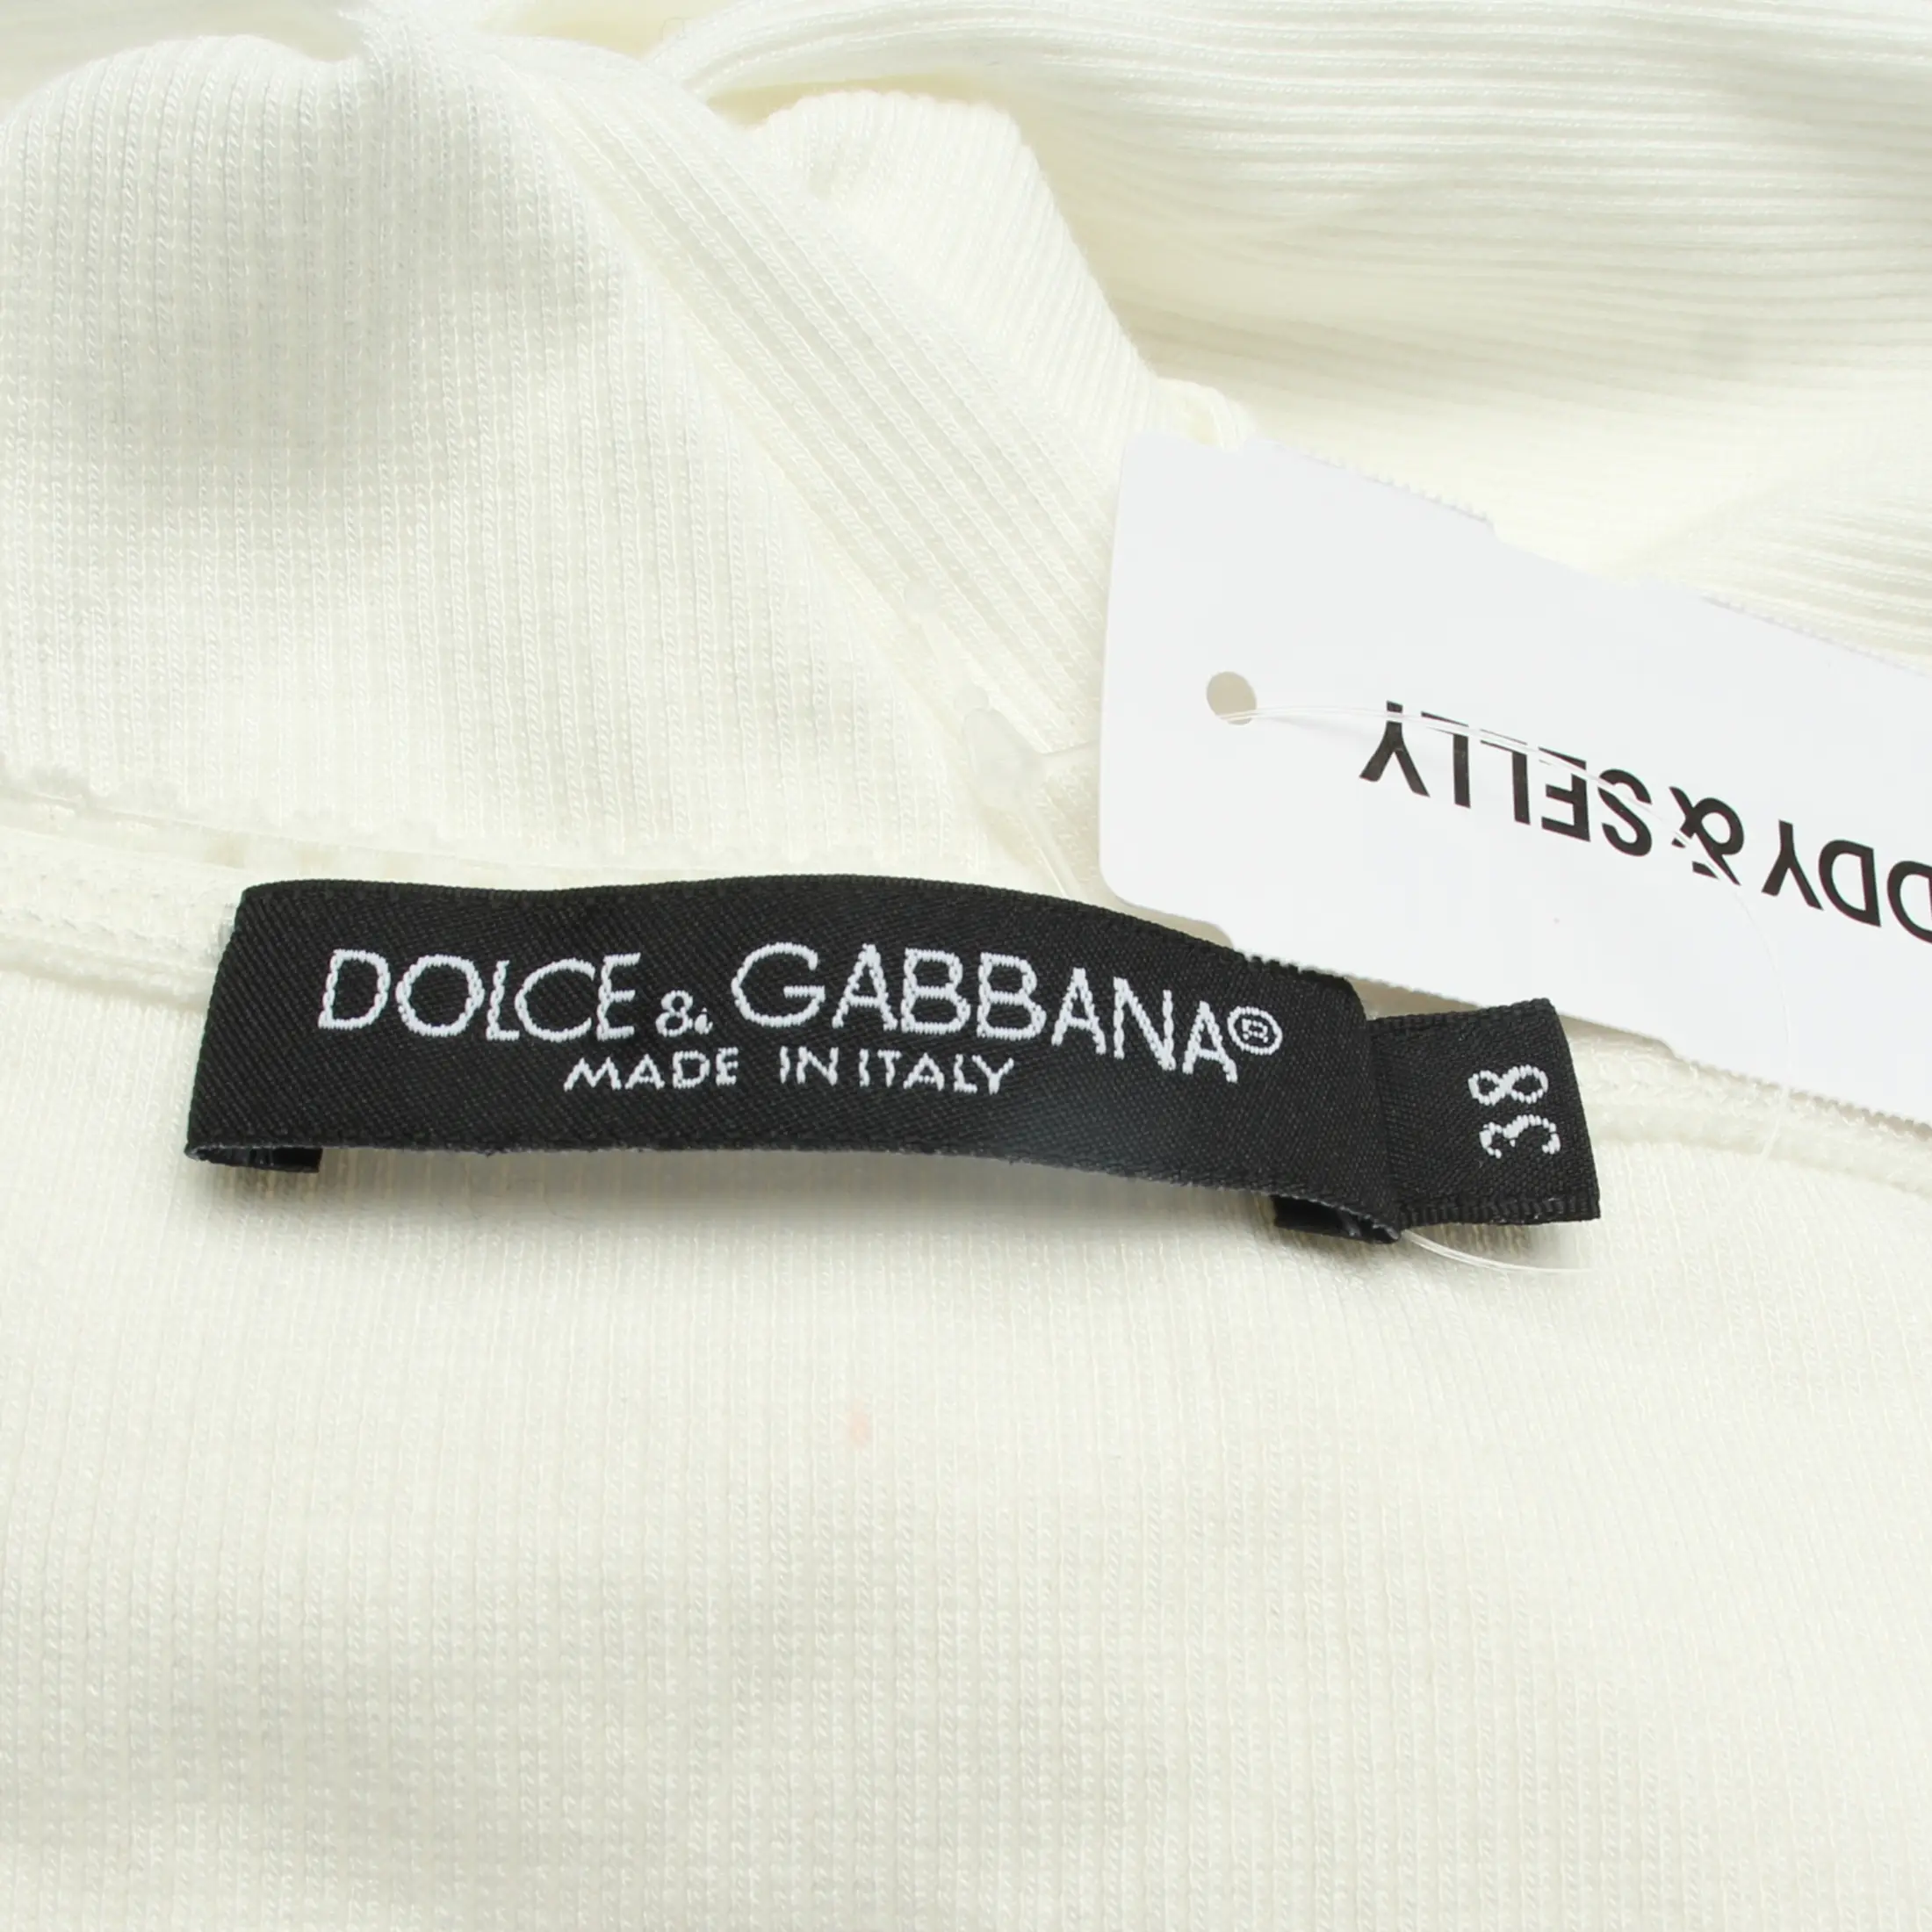 DOLCE & GABBANA®
MADE IN ITALY
38
DDY & SELLY